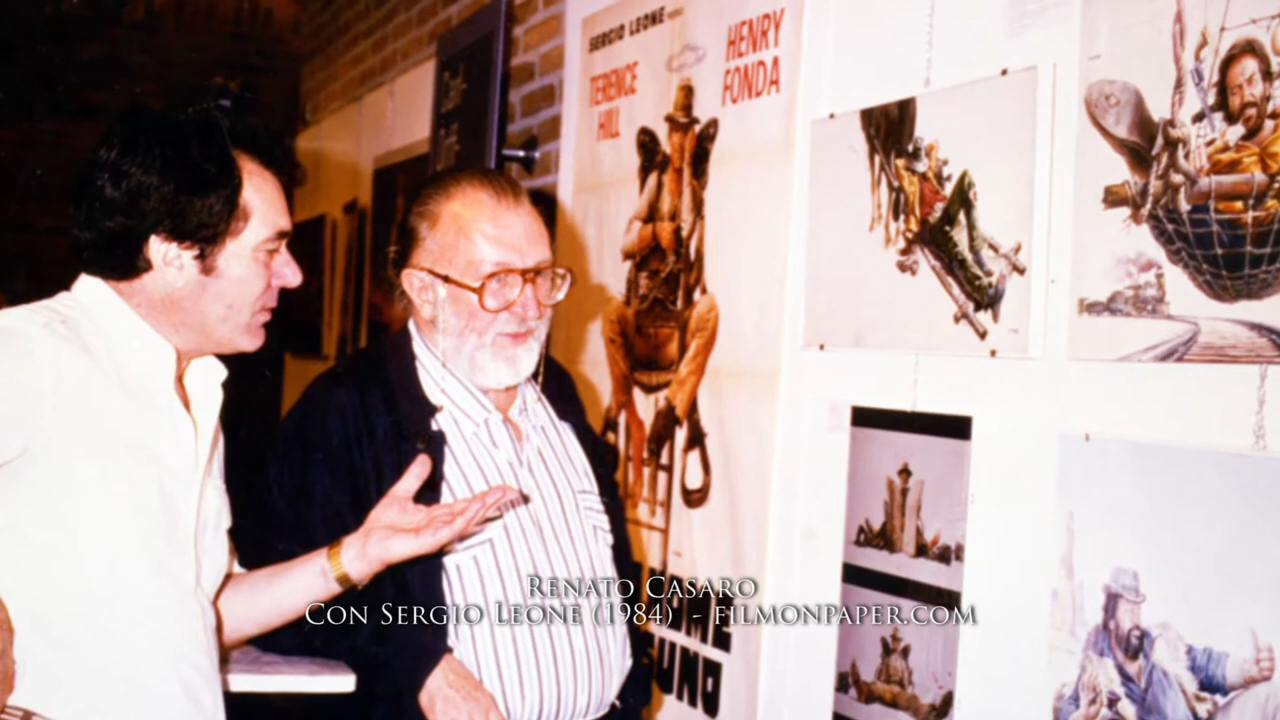 SERGIO LEONE
TERENCE
HILL
HENRY
FONDA
RENATO CASARO
CON SERGIO LEONE (1984) - FILMONPAPER.COM